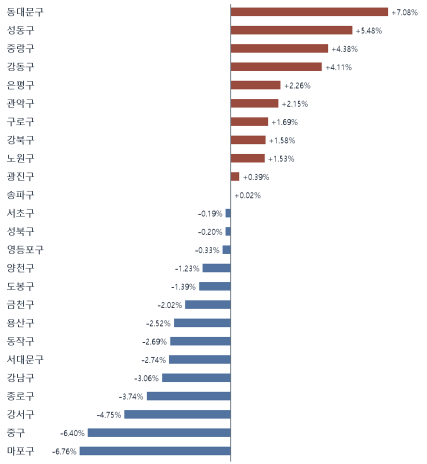 동대문구 +7.08%
성동구 +5.48%
중랑구 +4.38%
강동구 +4.11%
은평구 +2.26%
관악구 +2.15%
구로구 +1.69%
강북구 +1.58%
노원구 +1.53%
광진구 +0.39%
송파구 +0.02%
서초구 -0.19%
성북구 -0.20%
영등포구 -0.33%
양천구 -1.23%
도봉구 -1.39%
금천구 -2.02%
용산구 -2.52%
동작구 -2.69%
서대문구 -2.74%
강남구 -3.06%
종로구 -3.74%
강서구 -4.75%
중구 -6.40%
마포구 -6.76%